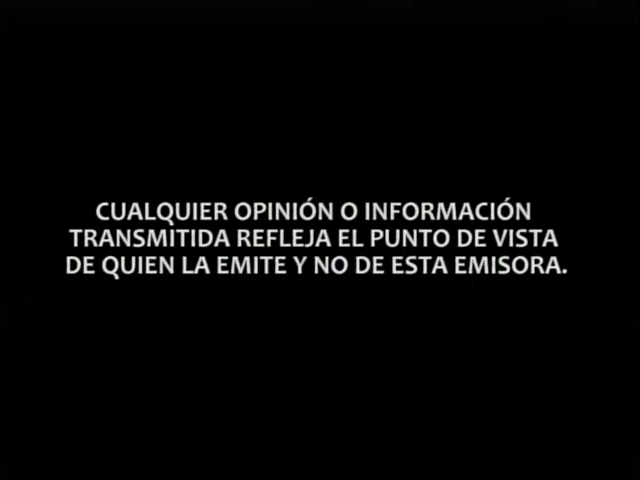 CUALQUIER OPINIÓN O INFORMACIÓN
TRANSMITIDA REFLEJA EL PUNTO DE VISTA
DE QUIEN LA EMITE Y NO DE ESTA EMISORA.